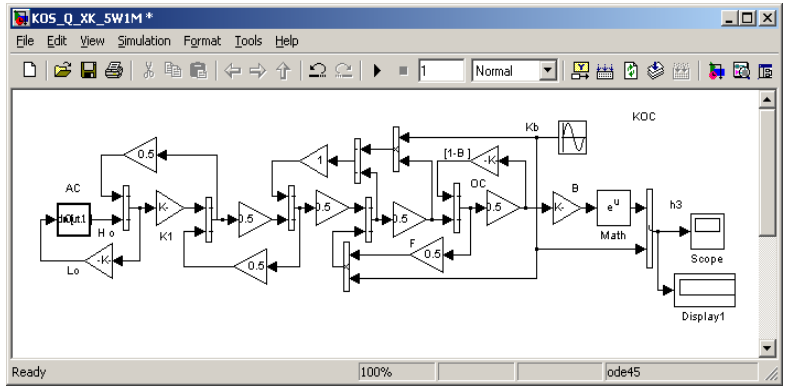 KOS_Q_XK_5W1M *
File Edit View Simulation Format Tools Help
1 Normal
Kb
KOC
0.5
1
[1-B ]
-K-
AC
OC
B
h3
K-
0.5
0.5
0.5
0.5
0.5
K-
e^u
H o
K1
Math
F
-K-
Lo
0.5
0.5
Scope
Display1
Ready 100% ode45